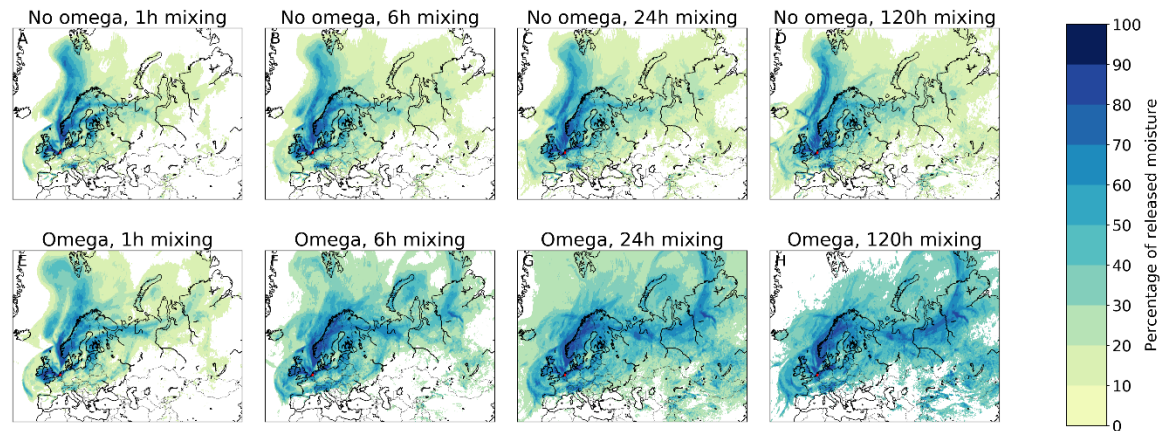 No omega, 1h mixing
No omega, 6h mixing
No omega, 24h mixing
No omega, 120h mixing
A
B
C
D
Omega, 1h mixing
Omega, 6h mixing
Omega, 24h mixing
Omega, 120h mixing
E
F
G
H
100
90
80
70
60
50
40
30
20
10
0
Percentage of released moisture